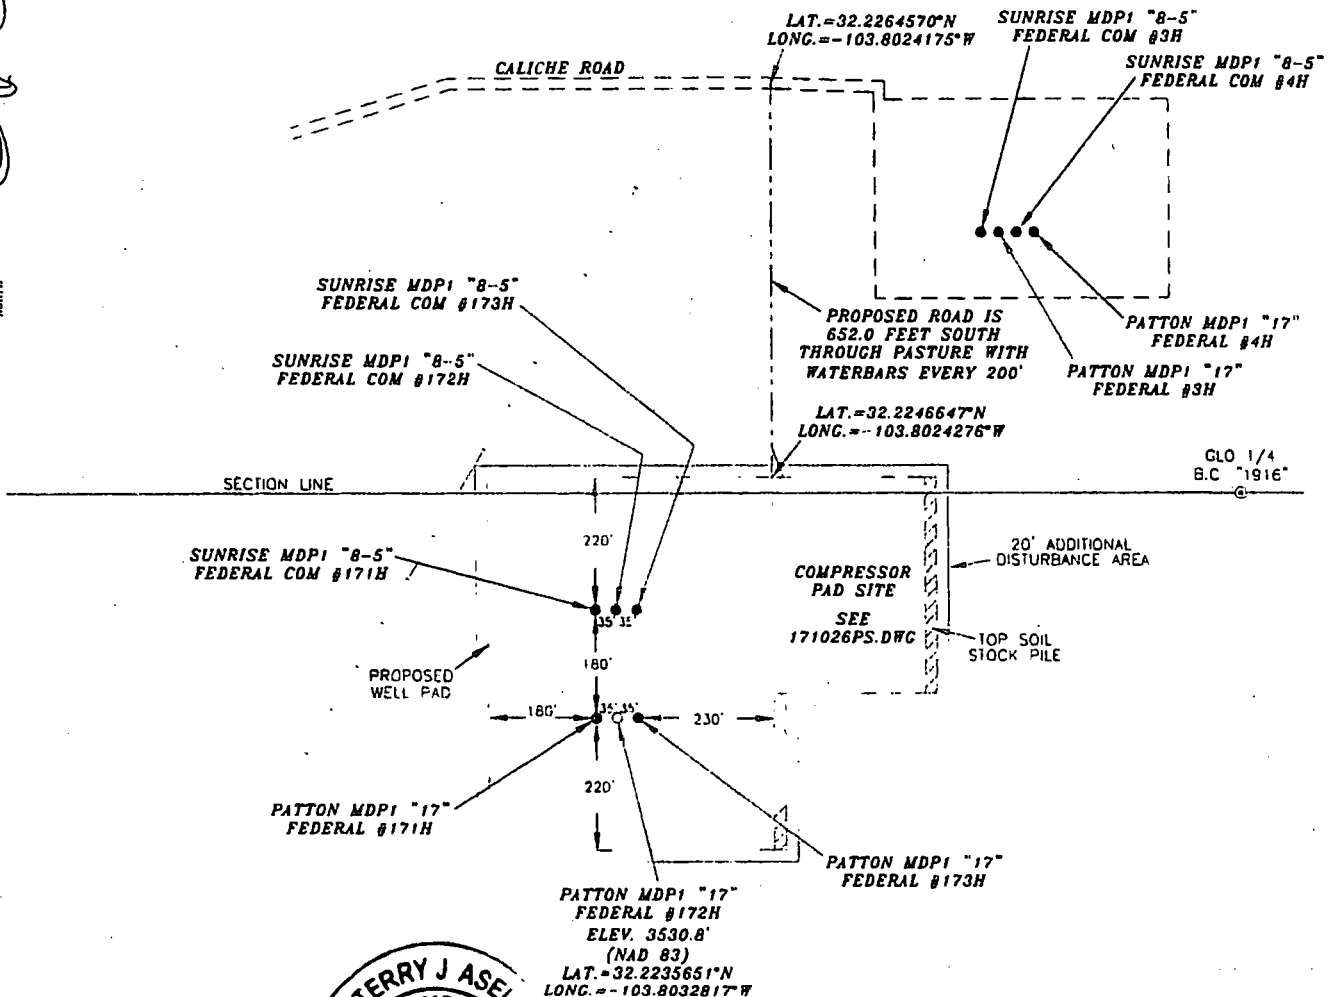 LAT.=32.2264570°N
LONG.=-103.8024175°W
SUNRISE MDP1 "8-5"
FEDERAL COM #3H
SUNRISE MDP1 "8-5"
FEDERAL COM #4H
CALICHE ROAD
SUNRISE MDP1 "8-5"
FEDERAL COM #173H
PROPOSED ROAD IS
652.0 FEET SOUTH
THROUGH PASTURE WITH
WATERBARS EVERY 200'
PATTON MDP1 "17"
FEDERAL #4H
PATTON MDP1 "17"
FEDERAL #3H
SUNRISE MDP1 "8-5"
FEDERAL COM #172H
LAT.=32.2246647°N
LONG.=-103.8024276°W
GLO 1/4
B.C "1916"
SECTION LINE
220'
SUNRISE MDP1 "8-5"
FEDERAL COM #171H
20' ADDITIONAL
DISTURBANCE AREA
COMPRESSOR
PAD SITE
SEE
171026PS.DWG
35' 35'
TOP SOIL
STOCK PILE
180'
PROPOSED
WELL PAD
180'
35' 35'
230'
220'
PATTON MDP1 "17"
FEDERAL #171H
PATTON MDP1 "17"
FEDERAL #173H
PATTON MDP1 "17"
FEDERAL #172H
ELEV. 3530.8'
(NAD 83)
LAT.=32.2235651°N
LONG.=-103.8032817°W
TERRY J ASEL